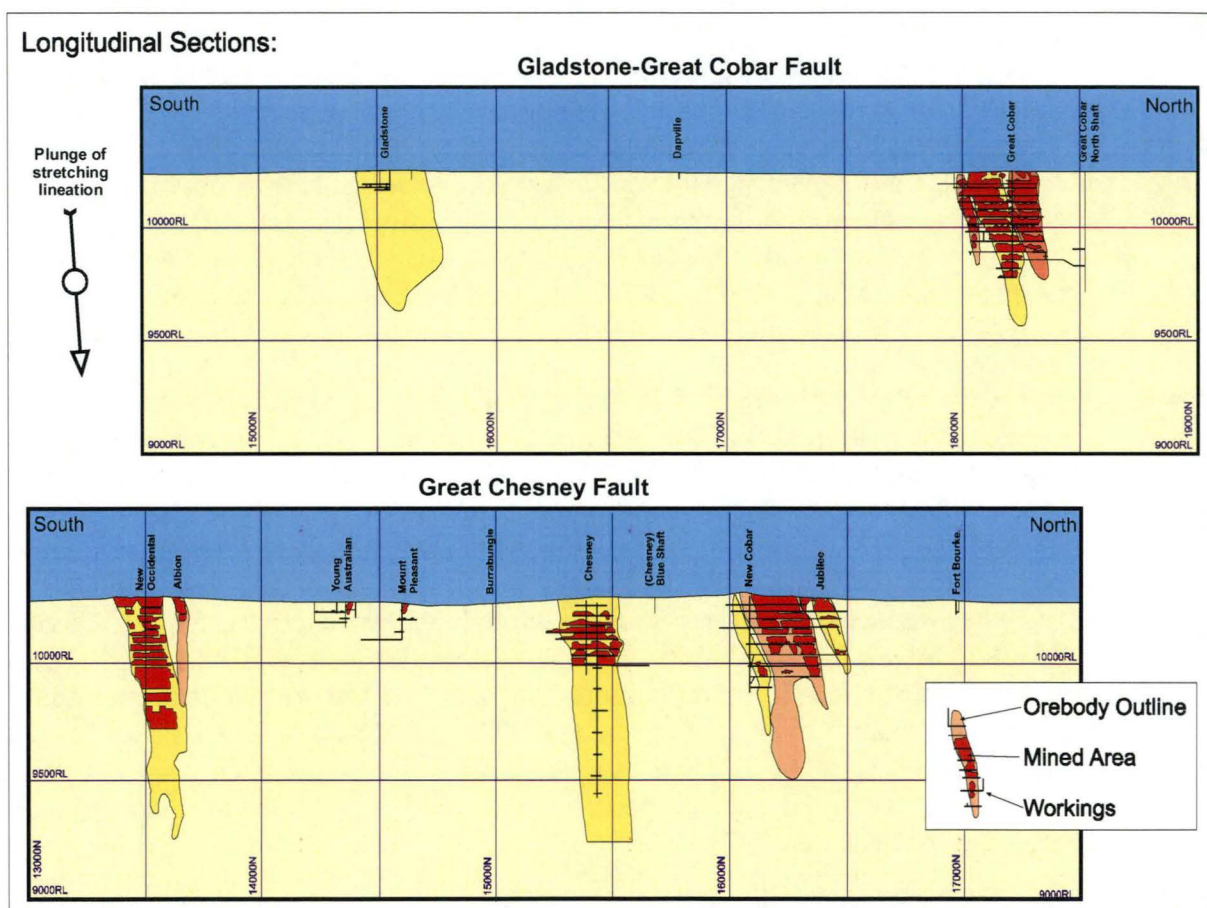 Longitudinal Sections:
Gladstone-Great Cobar Fault
South
North
Gladstone
Dapville
Great Cobar
Great Cobar
North Shaft
Plunge of
stretching
lineation
10000RL
10000RL
9500RL
9500RL
9000RL
9000RL
15000N
16000N
17000N
18000N
19000N
Great Chesney Fault
South
North
New
Occidental
Albion
Young
Australian
Mount
Pleasant
Burrabungie
Chesney
(Chesney)
Blue Shaft
New Cobar
Jubilee
Fort Bourke
10000RL
10000RL
9500RL
9000RL
9000RL
13000N
14000N
15000N
16000N
17000N
Orebody Outline
Mined Area
Workings